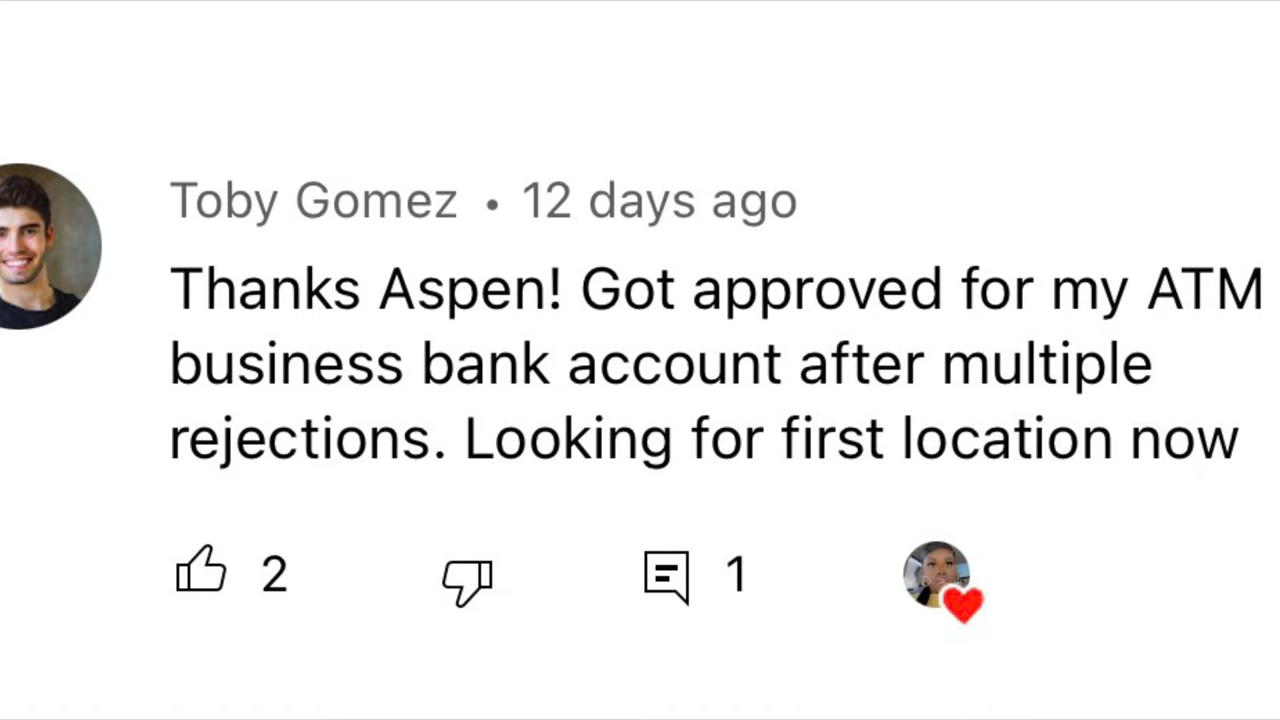 Toby Gomez • 12 days ago
Thanks Aspen! Got approved for my ATM
business bank account after multiple
rejections. Looking for first location now
2 1